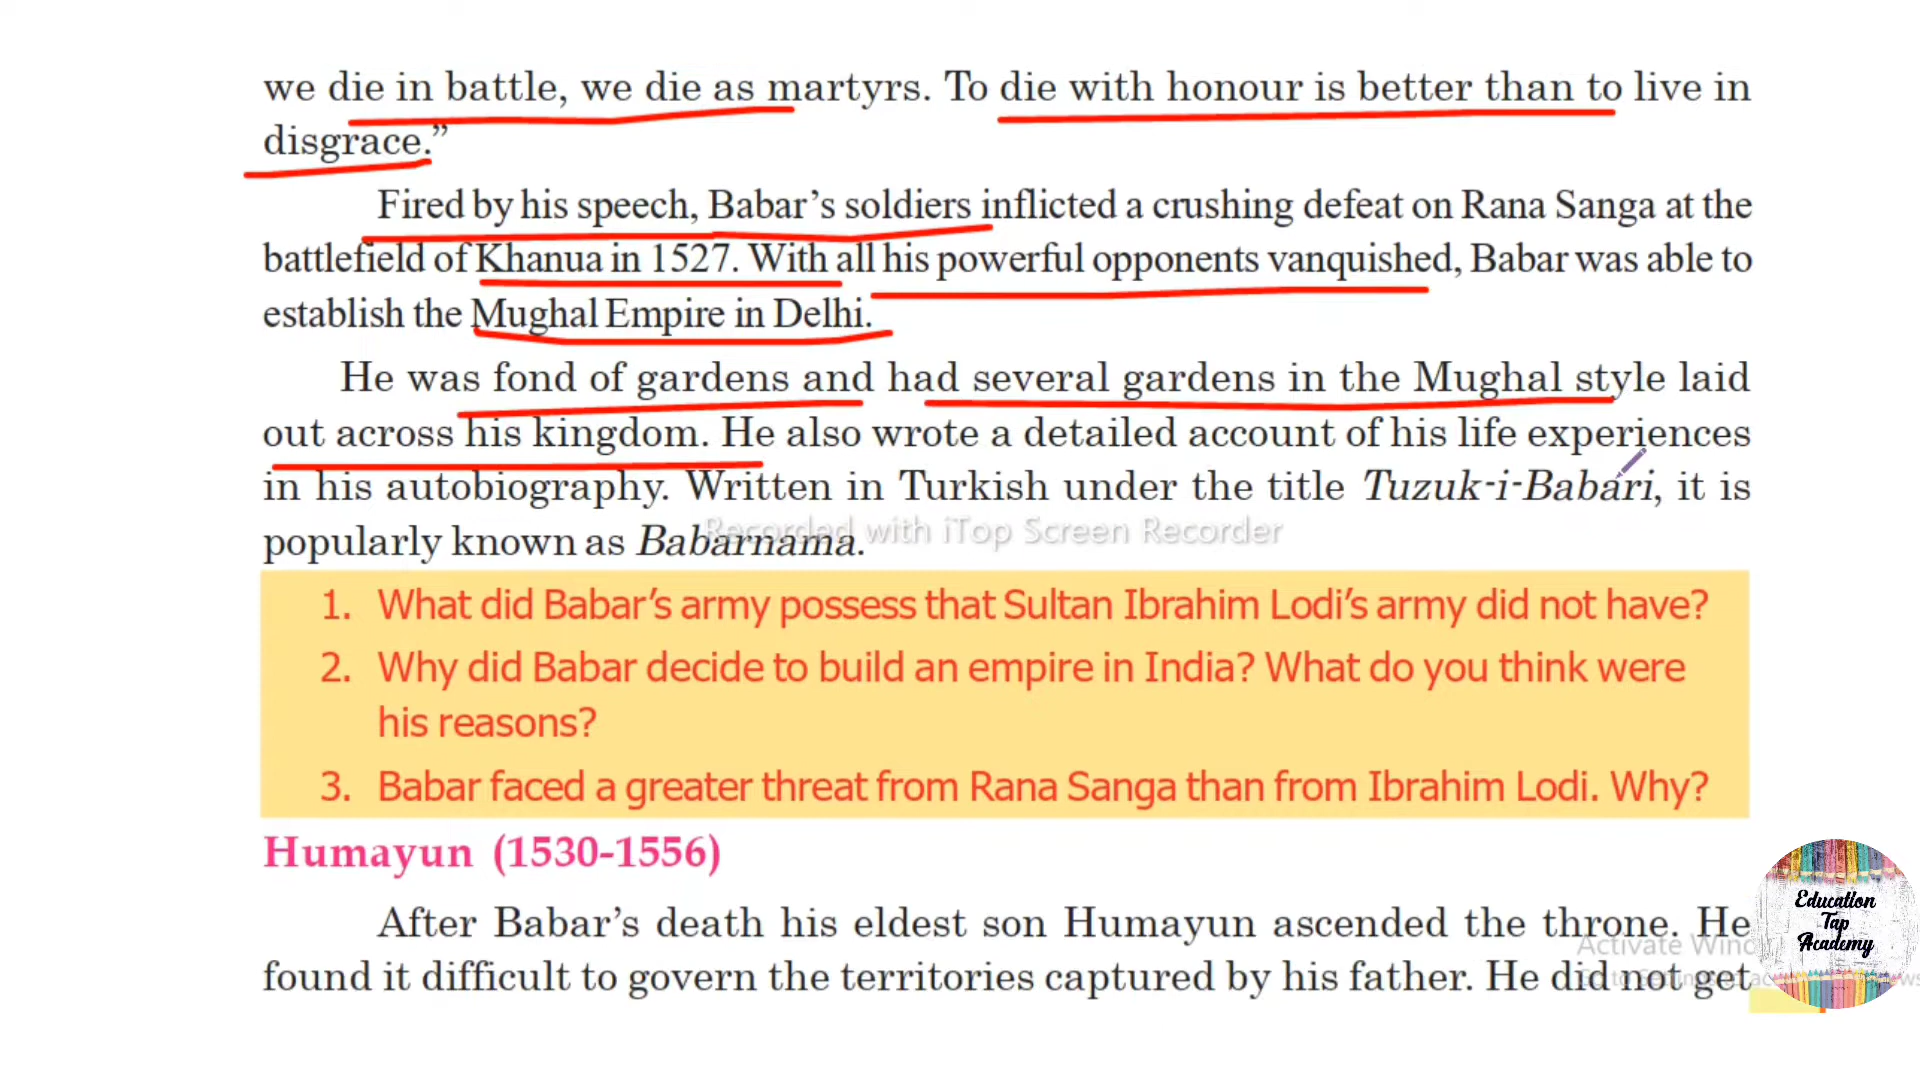 we die in battle, we die as martyrs. To die with honour is better than to live in
disgrace.”
Fired by his speech, Babar’s soldiers inflicted a crushing defeat on Rana Sanga at the
battlefield of Khanua in 1527. With all his powerful opponents vanquished, Babar was able to
establish the Mughal Empire in Delhi.
He was fond of gardens and had several gardens in the Mughal style laid
out across his kingdom. He also wrote a detailed account of his life experiences
in his autobiography. Written in Turkish under the title Tuzuk-i-Babari, it is
Recorded with iTop Screen Recorder
popularly known as Babarnama.
1. What did Babar’s army possess that Sultan Ibrahim Lodi’s army did not have?
2. Why did Babar decide to build an empire in India? What do you think were
his reasons?
3. Babar faced a greater threat from Rana Sanga than from Ibrahim Lodi. Why?
Humayun (1530-1556)
After Babar’s death his eldest son Humayun ascended the throne. He
found it difficult to govern the territories captured by his father. He did not get
Education
Tap
Academy
Activate
Go to